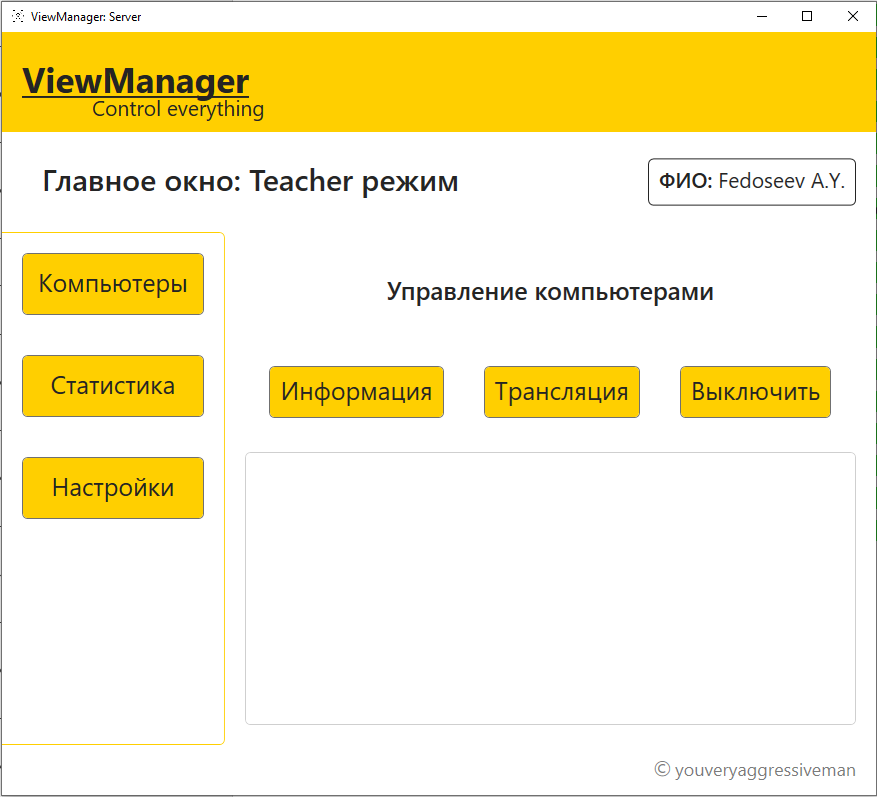 ViewManager: Server
ViewManager
Control everything
Главное окно: Teacher режим
ФИО: Fedoseev A.Y.
Компьютеры
Статистика
Настройки
Управление компьютерами
Информация
Трансляция
Выключить
© youveryaggressiveman